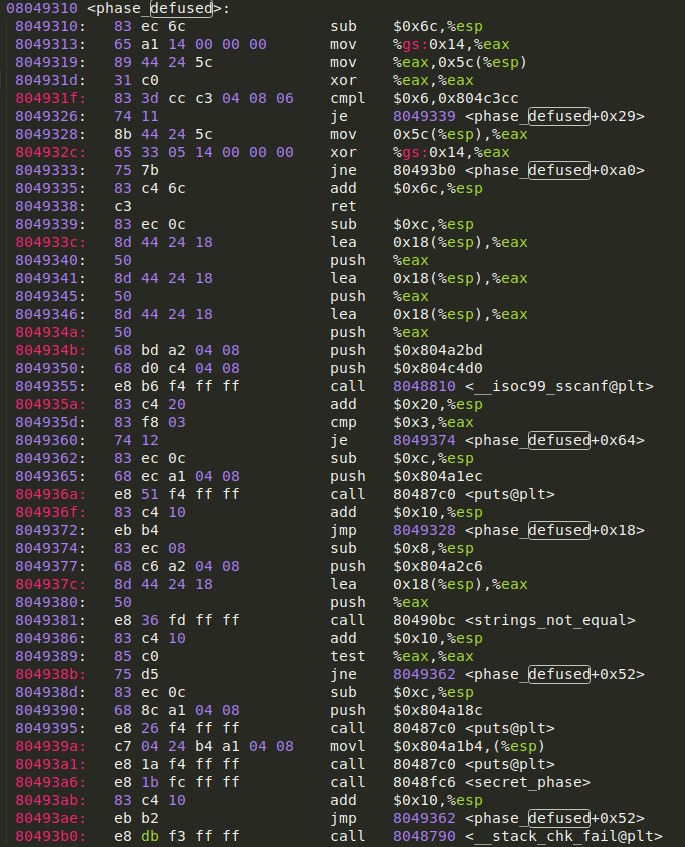 08049310 <phase_defused>:
8049310: 83 ec 6c sub $0x6c,%esp
8049313: 65 a1 14 00 00 00 mov %gs:0x14,%eax
8049319: 89 44 24 5c mov %eax,0x5c(%esp)
804931d: 31 c0 xor %eax,%eax
804931f: 83 3d cc c3 04 08 06 cmpl $0x6,0x804c3cc
8049326: 74 11 je 8049339 <phase_defused+0x29>
8049328: 8b 44 24 5c mov 0x5c(%esp),%eax
804932c: 65 33 05 14 00 00 00 xor %gs:0x14,%eax
8049333: 75 7b jne 80493b0 <phase_defused+0xa0>
8049335: 83 c4 6c add $0x6c,%esp
8049338: c3 ret
8049339: 83 ec 0c sub $0xc,%esp
804933c: 8d 44 24 18 lea 0x18(%esp),%eax
8049340: 50 push %eax
8049341: 8d 44 24 18 lea 0x18(%esp),%eax
8049345: 50 push %eax
8049346: 8d 44 24 18 lea 0x18(%esp),%eax
804934a: 50 push %eax
804934b: 68 bd a2 04 08 push $0x804a2bd
8049350: 68 d0 c4 04 08 push $0x804c4d0
8049355: e8 b6 f4 ff ff call 8048810 <__isoc99_sscanf@plt>
804935a: 83 c4 20 add $0x20,%esp
804935d: 83 f8 03 cmp $0x3,%eax
8049360: 74 12 je 8049374 <phase_defused+0x64>
8049362: 83 ec 0c sub $0xc,%esp
8049365: 68 ec a1 04 08 push $0x804a1ec
804936a: e8 51 f4 ff ff call 80487c0 <puts@plt>
804936f: 83 c4 10 add $0x10,%esp
8049372: eb b4 jmp 8049328 <phase_defused+0x18>
8049374: 83 ec 08 sub $0x8,%esp
8049377: 68 c6 a2 04 08 push $0x804a2c6
804937c: 8d 44 24 18 lea 0x18(%esp),%eax
8049380: 50 push %eax
8049381: e8 36 fd ff ff call 80490bc <strings_not_equal>
8049386: 83 c4 10 add $0x10,%esp
8049389: 85 c0 test %eax,%eax
804938b: 75 d5 jne 8049362 <phase_defused+0x52>
804938d: 83 ec 0c sub $0xc,%esp
8049390: 68 8c a1 04 08 push $0x804a18c
8049395: e8 26 f4 ff ff call 80487c0 <puts@plt>
804939a: c7 04 24 b4 a1 04 08 movl $0x804a1b4,(%esp)
80493a1: e8 1a f4 ff ff call 80487c0 <puts@plt>
80493a6: e8 1b fc ff ff call 8048fc6 <secret_phase>
80493ab: 83 c4 10 add $0x10,%esp
80493ae: eb b2 jmp 8049362 <phase_defused+0x52>
80493b0: e8 db f3 ff ff call 8048790 <__stack_chk_fail@plt>